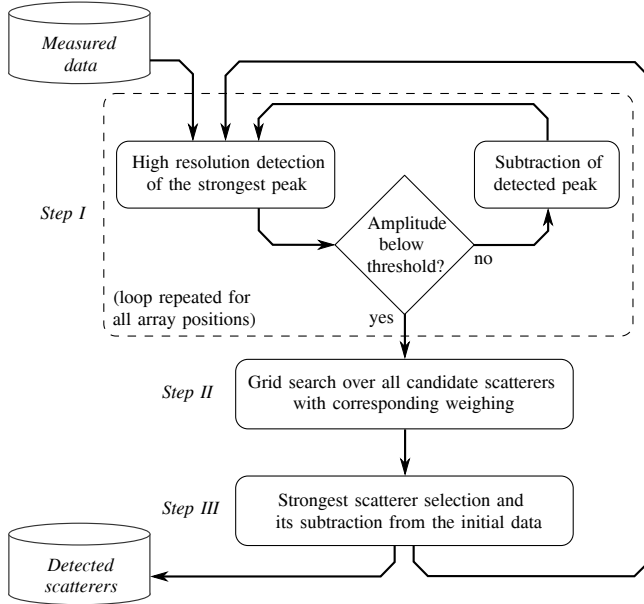 Measured
data
High resolution detection
of the strongest peak
Subtraction of
detected peak
Step I
Amplitude
below
threshold?
no
(loop repeated for
all array positions)
yes
Step II
Grid search over all candidate scatterers
with corresponding weighing
Step III
Strongest scatterer selection and
its subtraction from the initial data
Detected
scatterers